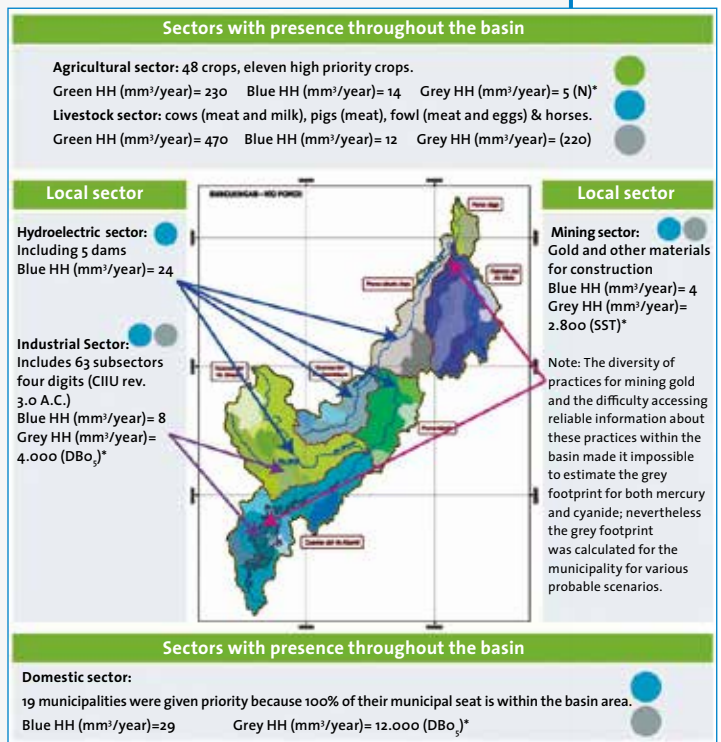 Sectors with presence throughout the basin
Agricultural sector: 48 crops, eleven high priority crops.
Green HH (mm³/year)= 230 Blue HH (mm³/year)= 14 Grey HH (mm³/year)= 5 (N)*
Livestock sector: cows (meat and milk), pigs (meat), fowl (meat and eggs) & horses.
Green HH (mm³/year)= 470 Blue HH (mm³/year)= 12 Grey HH (mm³/year)= (220)
Local sector
Hydroelectric sector:
Including 5 dams
Blue HH (mm³/year)= 24
Industrial Sector:
Includes 63 subsectors
four digits (CIIU rev.
3.0 A.C.)
Blue HH (mm³/year)= 8
Grey HH (mm³/year)=
4.000 (DBO₅)*
Local sector
Mining sector:
Gold and other materials
for construction
Blue HH (mm³/year)= 4
Grey HH (mm³/year)=
2.800 (SST)*
Note: The diversity of
practices for mining gold
and the difficulty accessing
reliable information about
these practices within the
basin made it impossible
to estimate the grey
footprint for both mercury
and cyanide; nevertheless
the grey footprint
was calculated for the
municipality for various
probable scenarios.
Sectors with presence throughout the basin
Domestic sector:
19 municipalities were given priority because 100% of their municipal seat is within the basin area.
Blue HH (mm³/year)=29 Grey HH (mm³/year)= 12.000 (DBO₅)*